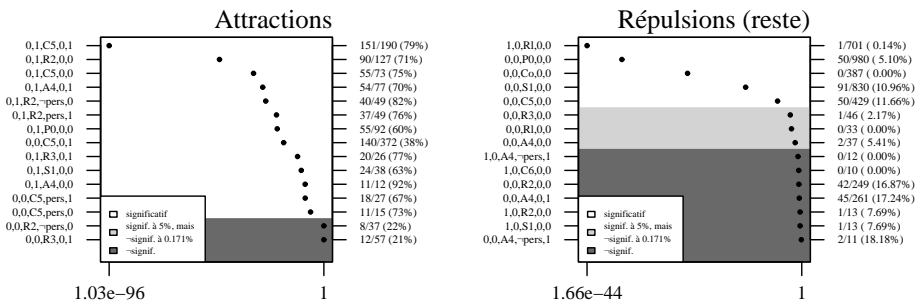 Attractions
0,1,C5,0,1 151/190 (79%)
0,1,R2,0,0 90/127 (71%)
0,1,C5,0,0 55/73 (75%)
0,1,A4,0,1 54/77 (70%)
0,1,R2,¬pers,0 40/49 (82%)
0,1,R2,pers,1 37/49 (76%)
0,1,P0,0,0 55/92 (60%)
0,0,C5,0,1 140/372 (38%)
0,1,R3,0,1 20/26 (77%)
0,1,S1,0,0 24/38 (63%)
0,1,A4,0,0 11/12 (92%)
0,0,C5,pers,1 18/27 (67%)
0,0,C5,pers,0 11/15 (73%)
0,0,R2,¬pers,0 8/37 (22%)
0,0,R3,0,1 12/57 (21%)
significatif
signif. à 5%, mais
¬signif. à 0.171%
¬signif.
1.03e−96 1
Répulsions (reste)
1,0,Rl,0,0 1/701 ( 0.14%)
0,0,P0,0,0 50/980 ( 5.10%)
0,0,Co,0,0 0/387 ( 0.00%)
0,0,S1,0,0 91/830 (10.96%)
0,0,C5,0,0 50/429 (11.66%)
0,0,R3,0,0 1/46 ( 2.17%)
0,0,Rl,0,0 0/33 ( 0.00%)
0,0,A4,0,0 2/37 ( 5.41%)
1,0,A4,¬pers,1 0/12 ( 0.00%)
1,0,C6,0,0 0/10 ( 0.00%)
0,0,R2,0,0 42/249 (16.87%)
0,0,A4,0,1 45/261 (17.24%)
1,0,R2,0,0 1/13 ( 7.69%)
1,0,S1,0,0 1/13 ( 7.69%)
0,0,A4,¬pers,1 2/11 (18.18%)
significatif
signif. à 5%, mais
¬signif. à 0.171%
¬signif.
1.66e−44 1